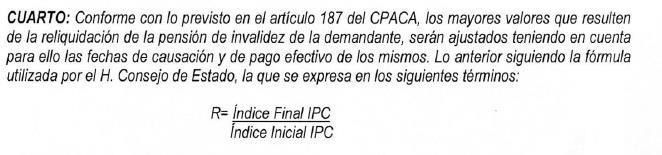 CUARTO: Conforme con lo previsto en el artículo 187 del CPACA, los mayores valores que resulten
de la reliquidación de la pensión de invalidez de la demandante, serán ajustados teniendo en cuenta
para ello las fechas de causación y de pago efectivo de los mismos. Lo anterior siguiendo la fórmula
utilizada por el H. Consejo de Estado, la que se expresa en los siguientes términos:
R= Índice Final IPC
Índice Inicial IPC